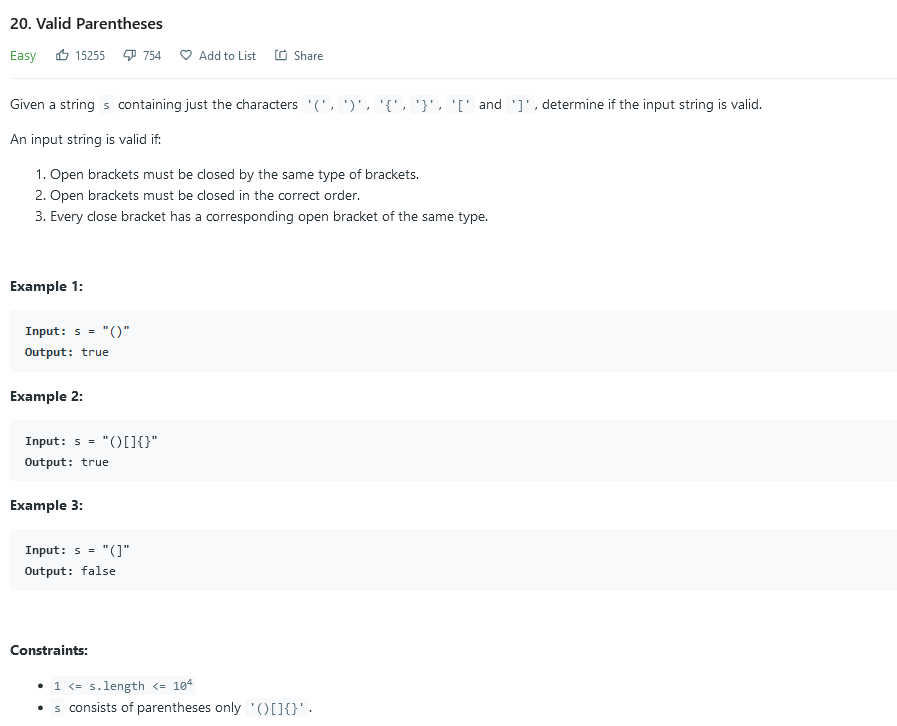 20. Valid Parentheses
Easy 15255 754 Add to List Share
Given a string s containing just the characters '(', ')', '{', '}', '[' and ']', determine if the input string is valid.
An input string is valid if:
1. Open brackets must be closed by the same type of brackets.
2. Open brackets must be closed in the correct order.
3. Every close bracket has a corresponding open bracket of the same type.
Example 1:
Input: s = "()"
Output: true
Example 2:
Input: s = "()[]{}"
Output: true
Example 3:
Input: s = "(]"
Output: false
Constraints:
• 1 <= s.length <= 10⁴
• s consists of parentheses only '()[]{}'.